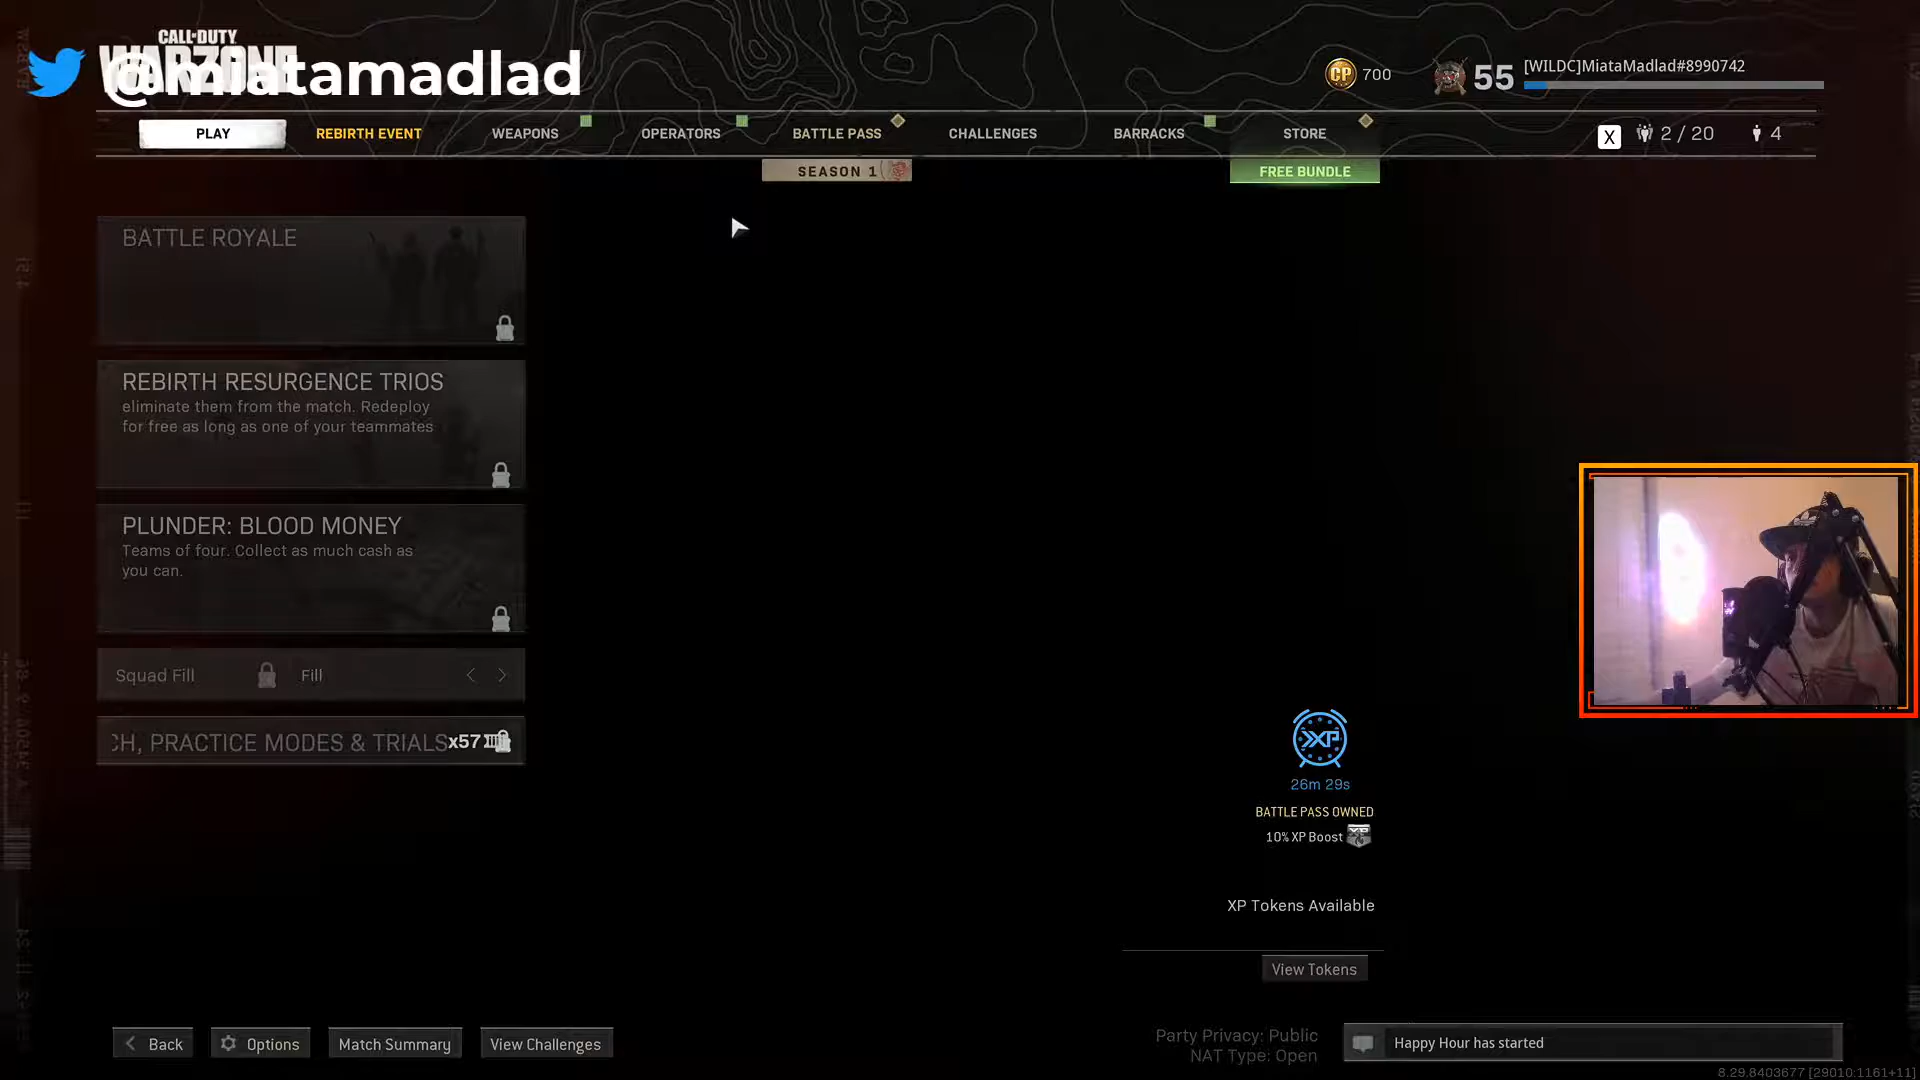 CALL·DUTY
WARZONE
@miatamadlad
CP 700
55
[WILDC]MiataMadlad#8990742
PLAY
REBIRTH EVENT
WEAPONS
OPERATORS
BATTLE PASS
CHALLENGES
BARRACKS
STORE
X
2 / 20
4
SEASON 1
FREE BUNDLE
BATTLE ROYALE
REBIRTH RESURGENCE TRIOS
eliminate them from the match. Redeploy
for free as long as one of your teammates
PLUNDER: BLOOD MONEY
Teams of four. Collect as much cash as
you can.
Squad Fill
Fill
CH, PRACTICE MODES & TRIALS
x57
XP
26m 29s
BATTLE PASS OWNED
10% XP Boost
XP Tokens Available
View Tokens
Back
Options
Match Summary
View Challenges
Party Privacy: Public
NAT Type: Open
Happy Hour has started
8.29.8403677 [29010:1161+11]